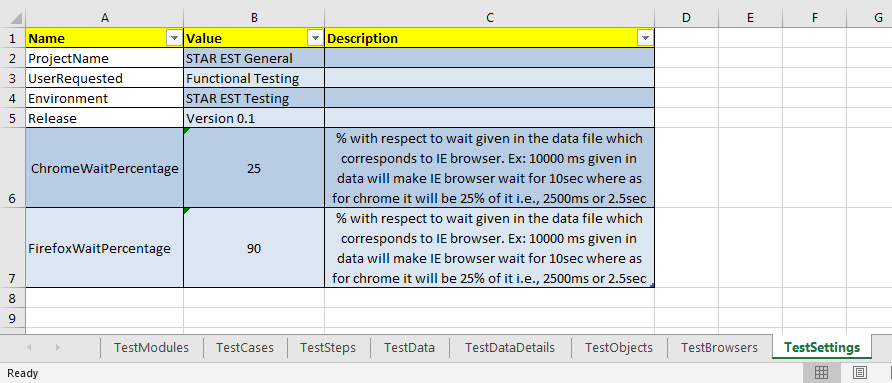 A B C D E F G
1 Name Value Description
2 ProjectName STAR EST General
3 UserRequested Functional Testing
4 Environment STAR EST Testing
5 Release Version 0.1
6 ChromeWaitPercentage 25
% with respect to wait given in the data file which
corresponds to IE browser. Ex: 10000 ms given in
data will make IE browser wait for 10sec where as
for chrome it will be 25% of it i.e., 2500ms or 2.5sec
7 FirefoxWaitPercentage 90
% with respect to wait given in the data file which
corresponds to IE browser. Ex: 10000 ms given in
data will make IE browser wait for 10sec where as
for chrome it will be 25% of it i.e., 2500ms or 2.5sec
8
9
TestModules TestCases TestSteps TestData TestDataDetails TestObjects TestBrowsers TestSettings
Ready